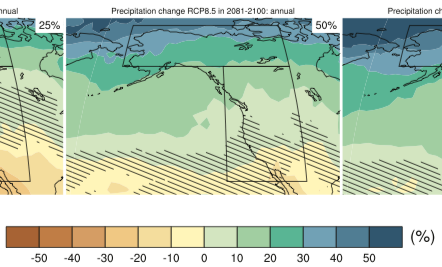 nnual
Precipitation change RCP8.5 in 2081-2100: annual
Precipitation ch
25%
50%
-50 -40 -30 -20 -10 0 10 20 30 40 50
(%)